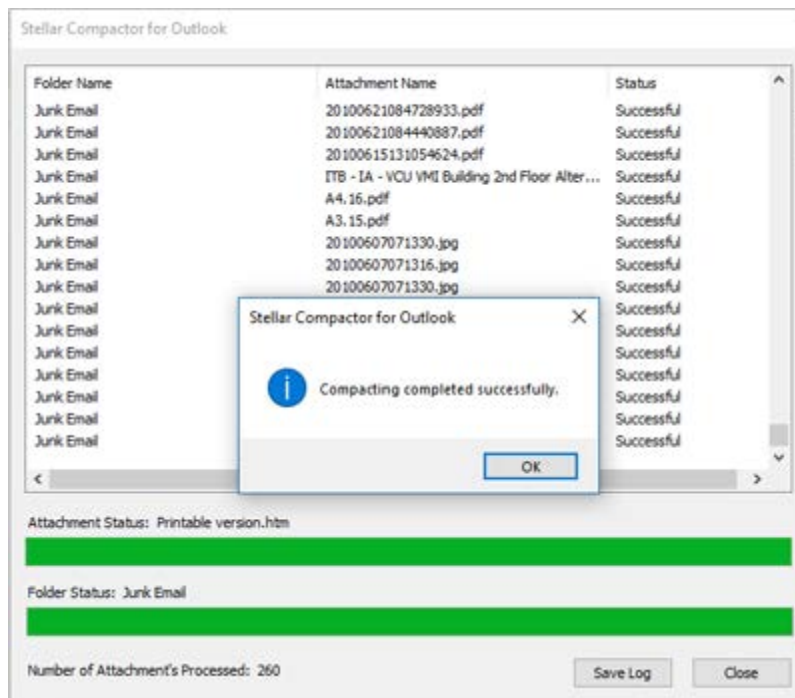 Stellar Compactor for Outlook
Folder Name Attachment Name Status
Junk Email 20100621084728933.pdf Successful
Junk Email 20100621084440887.pdf Successful
Junk Email 20100615131054624.pdf Successful
Junk Email ITB - IA - VCU VMI Building 2nd Floor Alter... Successful
Junk Email A4.16.pdf Successful
Junk Email A3.15.pdf Successful
Junk Email 20100607071330.jpg Successful
Junk Email 20100607071316.jpg Successful
Junk Email 20100607071330.jpg Successful
Junk Email Successful
Junk Email Successful
Junk Email Successful
Junk Email Successful
Junk Email Successful
Junk Email Successful
Junk Email Successful
Stellar Compactor for Outlook
Compacting completed successfully.
OK
Attachment Status: Printable version.htm
Folder Status: Junk Email
Number of Attachment's Processed: 260
Save Log Close